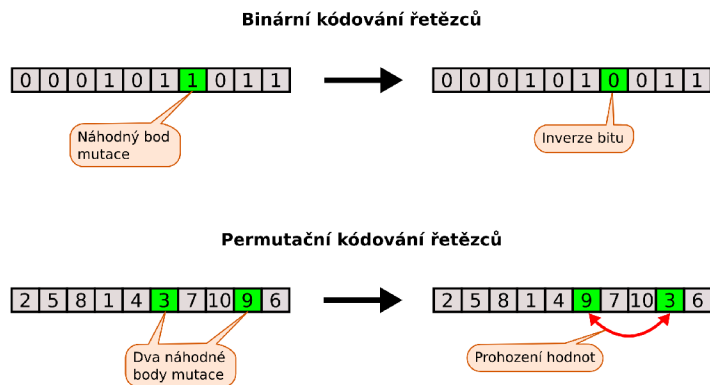 Binární kódování řetězců
0 0 0 1 0 1 1 0 1 1
0 0 0 1 0 1 0 0 1 1
Náhodný bod
mutace
Inverze bitu
Permutační kódování řetězců
2 5 8 1 4 3 7 10 9 6
2 5 8 1 4 9 7 10 3 6
Dva náhodné
body mutace
Prohození hodnot